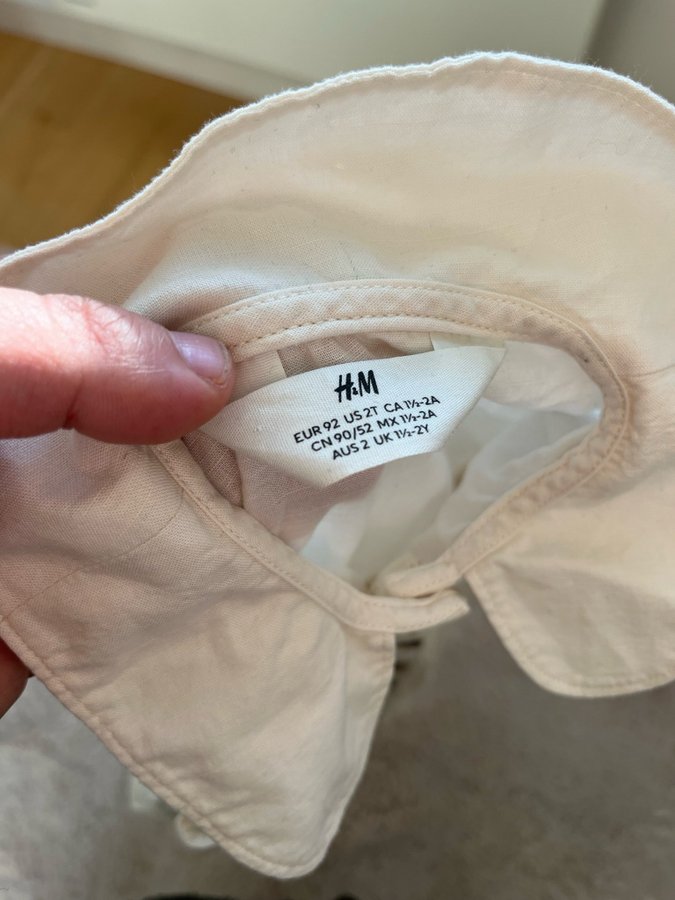 H&M
EUR 92 US 2T CA 1½-2A
CN 90/52 MX 1½-2A
AUS 2 UK 1½-2Y